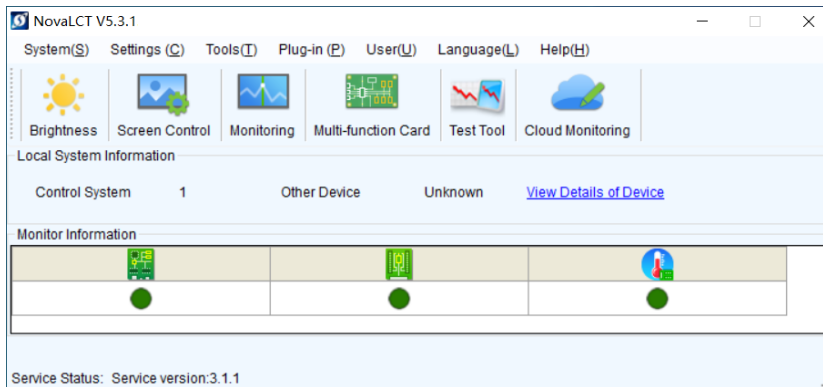 NovaLCT V5.3.1
System(S) Settings (C) Tools(T) Plug-in (P) User(U) Language(L) Help(H)
Brightness Screen Control Monitoring Multi-function Card Test Tool Cloud Monitoring
Local System Information
Control System 1 Other Device Unknown View Details of Device
Monitor Information
Service Status: Service version:3.1.1